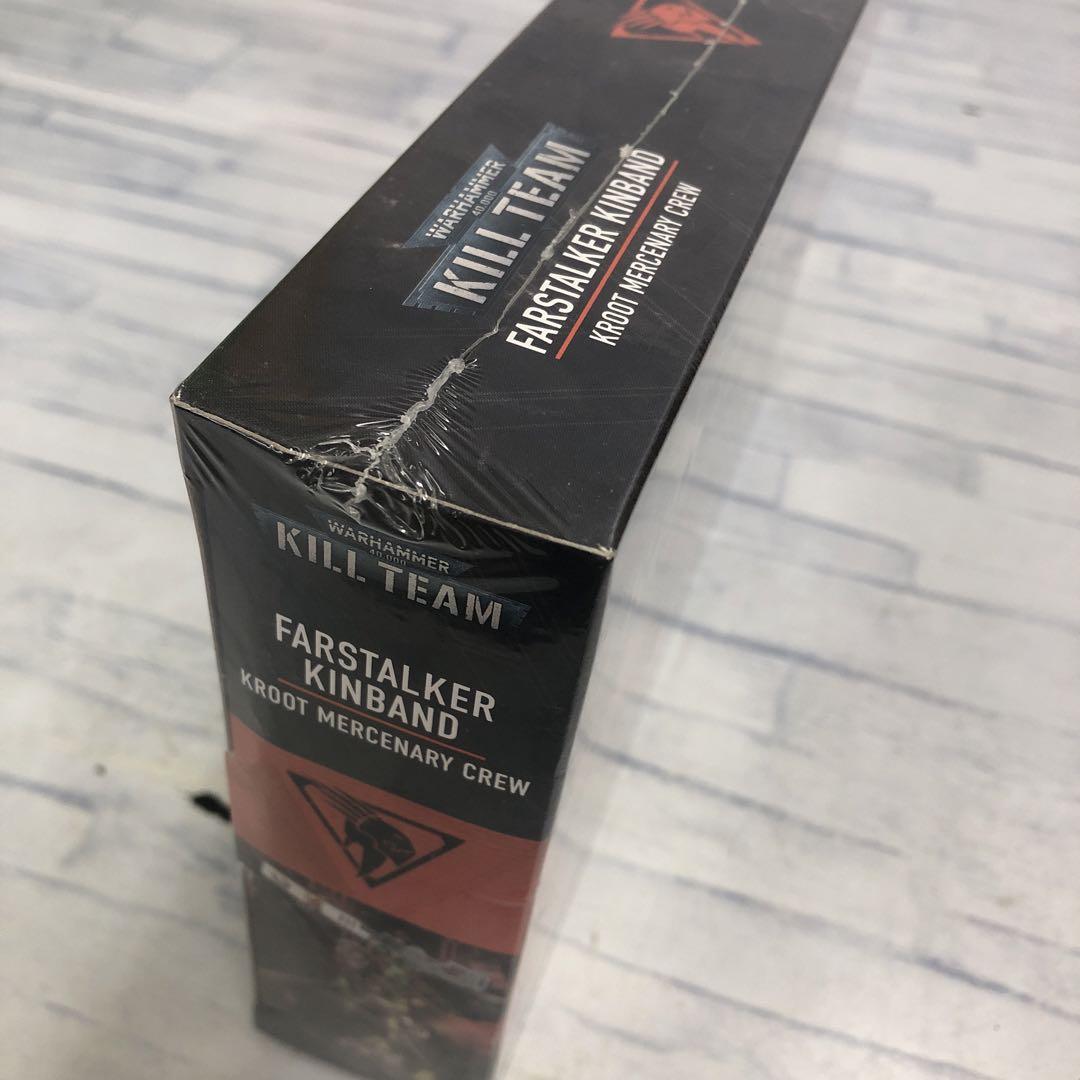 WARHAMMER
40,000
KILL TEAM
FARSTALKER KINBAND
KROOT MERCENARY CREW
WARHAMMER
40,000
KILL TEAM
FARSTALKER
KINBAND
KROOT MERCENARY CREW